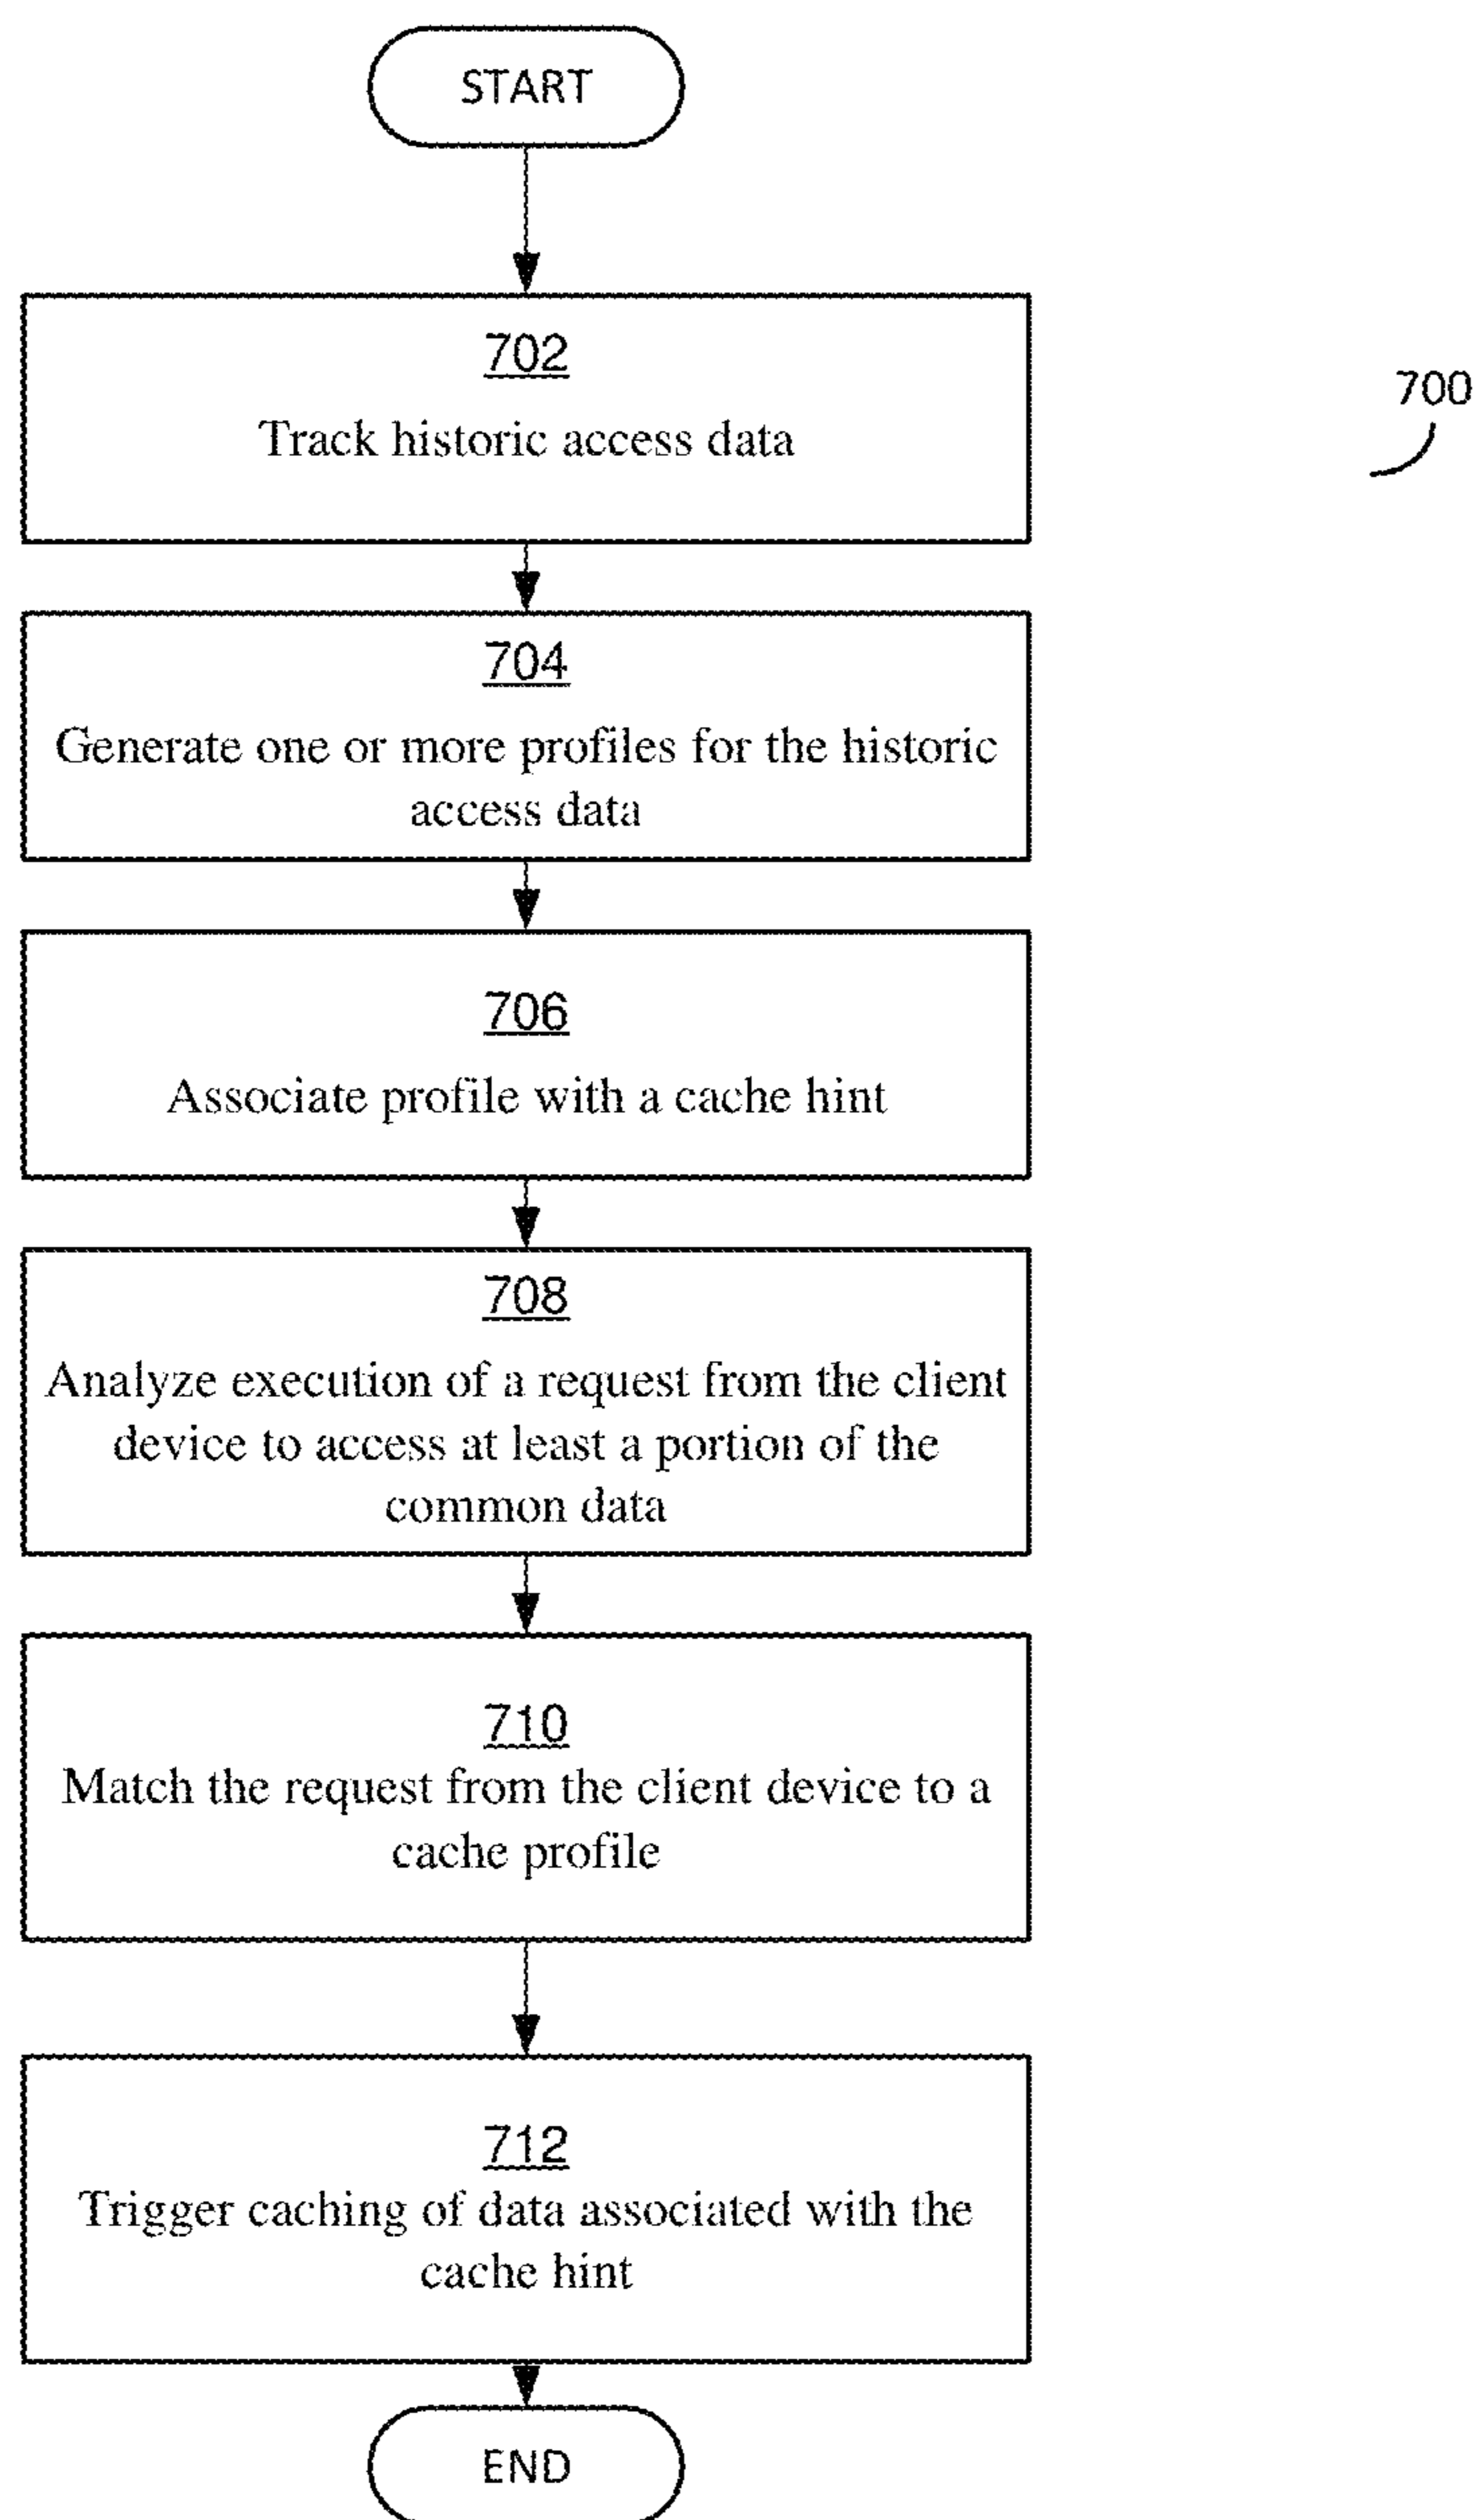 START
702
Track historic access data
700
704
Generate one or more profiles for the historic
access data
706
Associate profile with a cache hint
708
Analyze execution of a request from the client
device to access at least a portion of the
common data
710
Match the request from the client device to a
cache profile
712
Trigger caching of data associated with the
cache hint
END